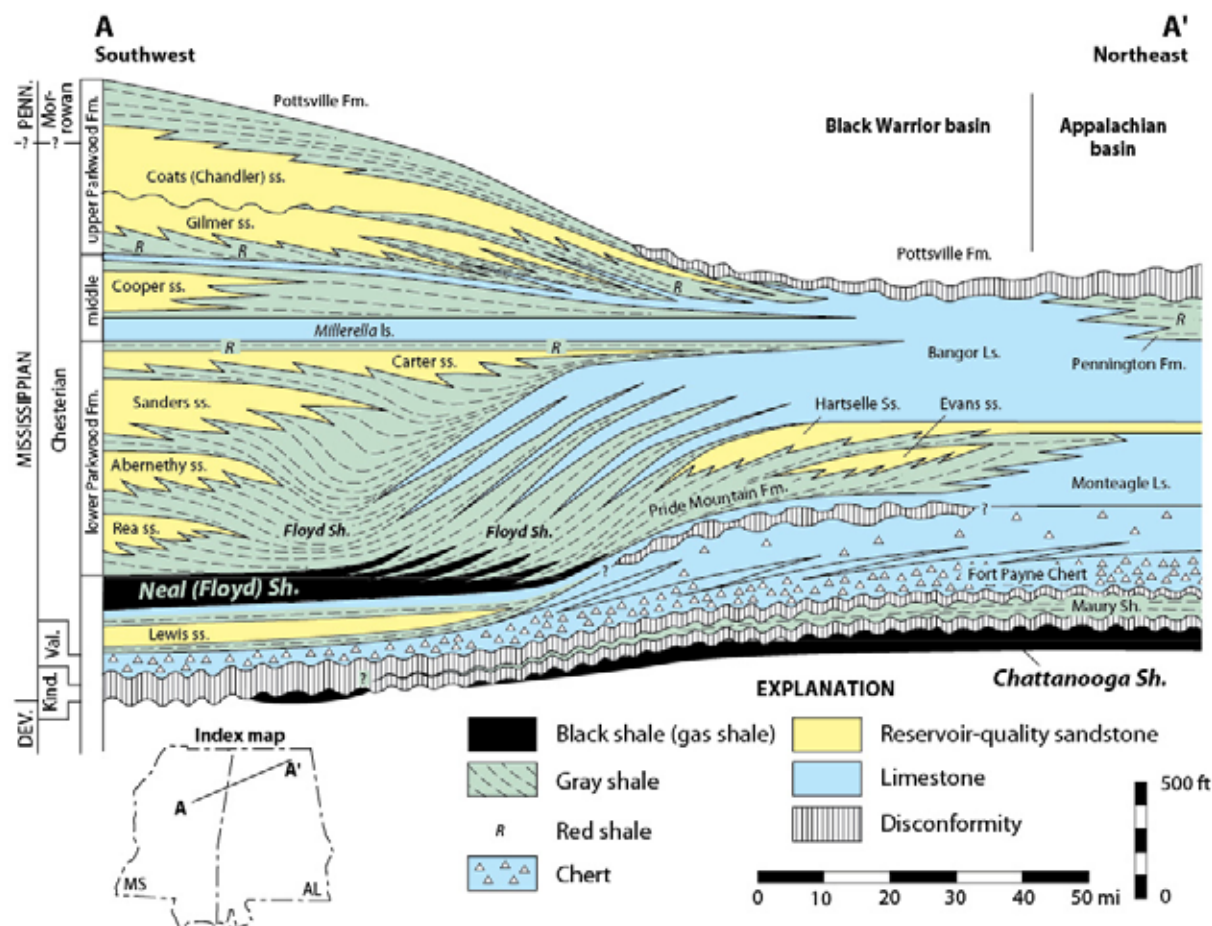 A
Southwest
A'
Northeast
PENN.
Mor-
rowan
-?
-?
MISSISSIPPIAN
Chesterian
Val.
Kind.
DEV.
upper Parkwood Fm.
middle
lower Parkwood Fm.
Pottsville Fm.
Black Warrior basin
Appalachian
basin
Coats (Chandler) ss.
Gilmer ss.
R
R
Pottsville Fm.
Cooper ss.
R
R
Millerella ls.
R
R
Carter ss.
Bangor Ls.
Pennington Fm.
Sanders ss.
Hartselle Ss.
Evans ss.
Abernethy ss.
Monteagle Ls.
Pride Mountain Fm.
Rea ss.
Floyd Sh.
Floyd Sh.
?
?
Neal (Floyd) Sh.
Fort Payne Chert
Maury Sh.
Lewis ss.
?
Chattanooga Sh.
EXPLANATION
Black shale (gas shale)
Gray shale
R Red shale
Chert
Reservoir-quality sandstone
Limestone
Disconformity
500 ft
0
0 10 20 30 40 50 mi
Index map
A
A'
MS
AL